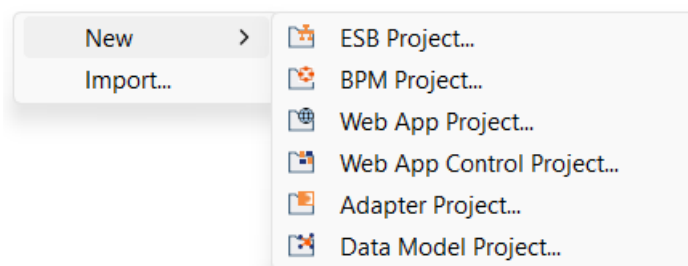 New
Import...
ESB Project...
BPM Project...
Web App Project...
Web App Control Project...
Adapter Project...
Data Model Project...